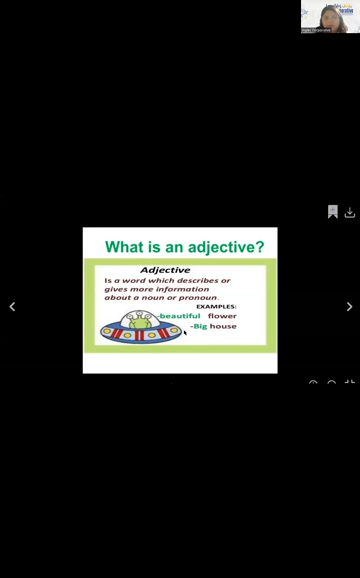 What is an adjective?
Adjective
Is a word which describes or
gives more information
about a noun or pronoun.
EXAMPLES:
-beautiful flower
-Big house